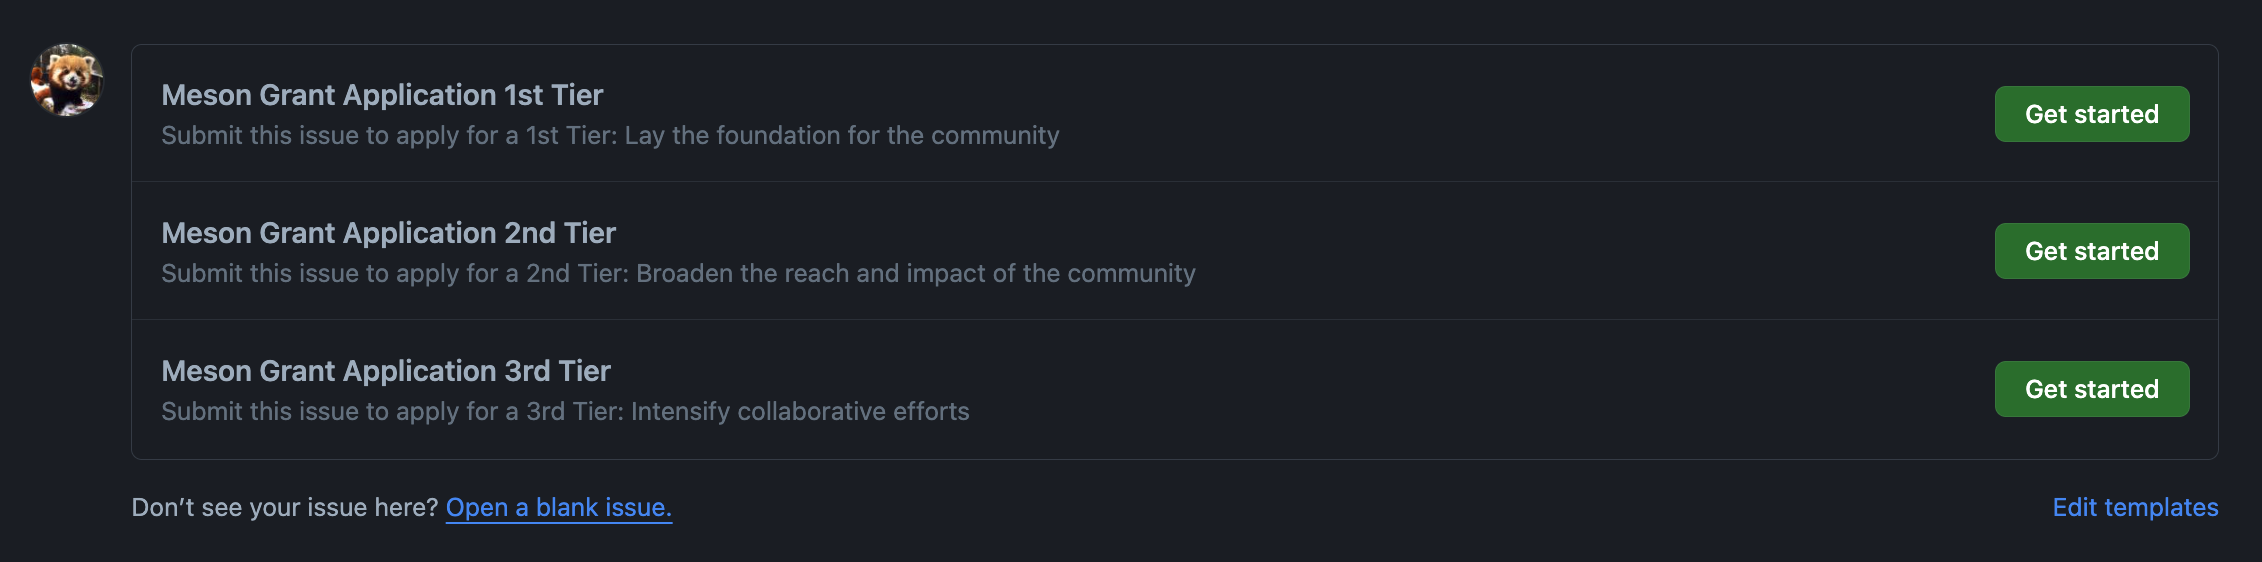 Meson Grant Application 1st Tier
Submit this issue to apply for a 1st Tier: Lay the foundation for the community
Get started
Meson Grant Application 2nd Tier
Submit this issue to apply for a 2nd Tier: Broaden the reach and impact of the community
Get started
Meson Grant Application 3rd Tier
Submit this issue to apply for a 3rd Tier: Intensify collaborative efforts
Get started
Don’t see your issue here? Open a blank issue.
Edit templates